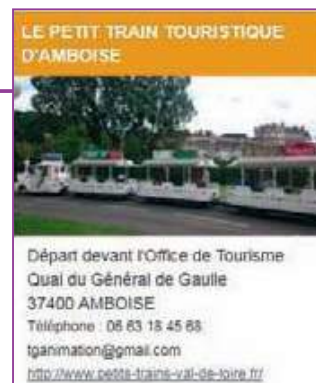 LE PETIT TRAIN TOURISTIQUE
D'AMBOISE
Départ devant l'Office de Tourisme
Quai du Général de Gaulle
37400 AMBOISE
Téléphone : 06 63 18 45 68
tganimation@gmail.com
http://www.petits-trains-val-de-loire.fr/